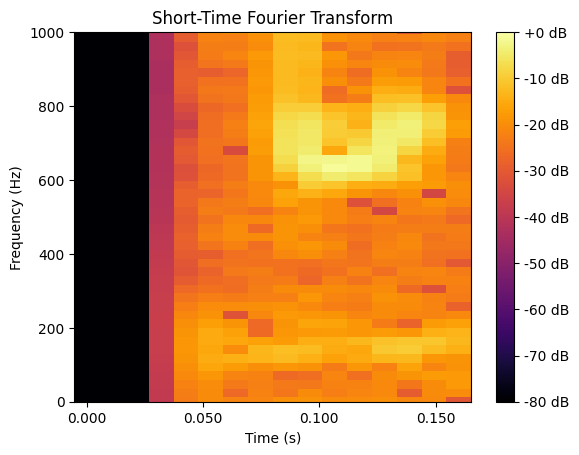 Short-Time Fourier Transform
1000
800
600
400
200
0
Frequency (Hz)
0.000
0.050
0.100
0.150
Time (s)
+0 dB
-10 dB
-20 dB
-30 dB
-40 dB
-50 dB
-60 dB
-70 dB
-80 dB